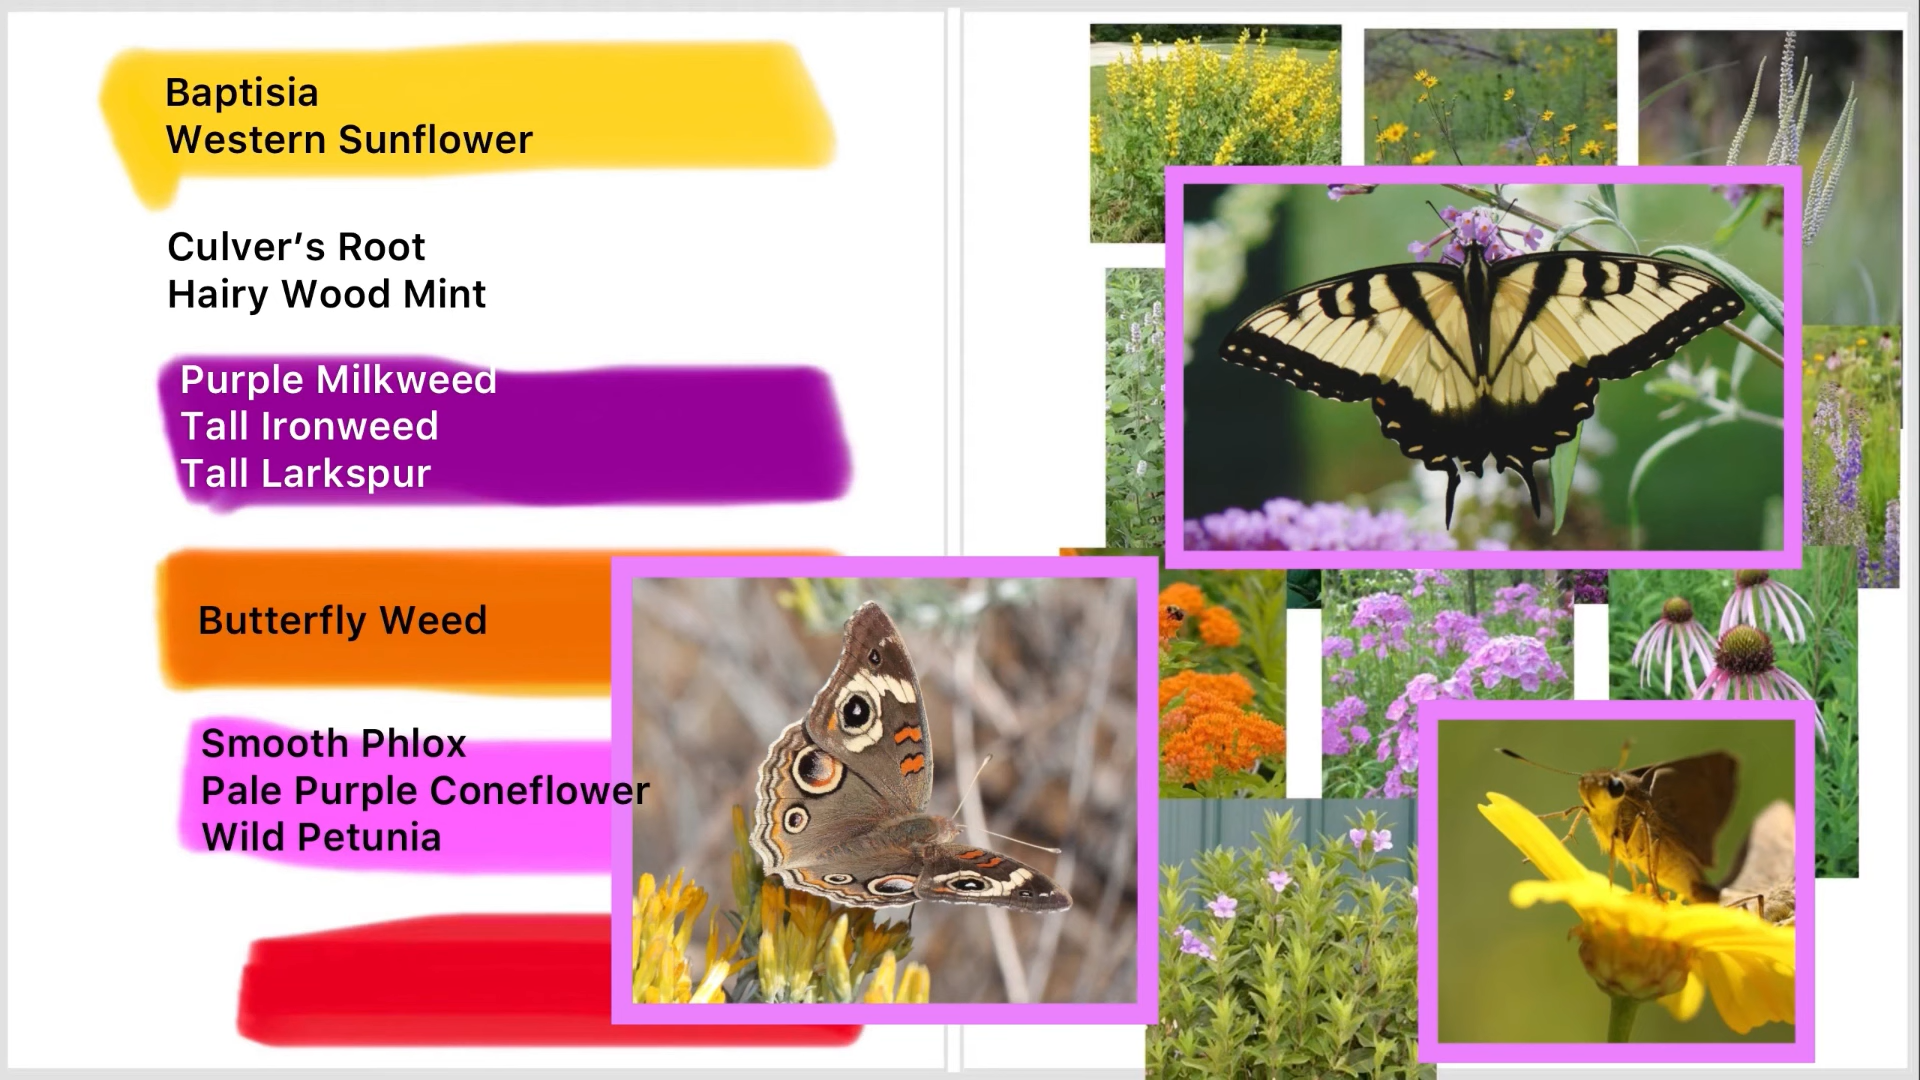 Baptisia
Western Sunflower
Culver’s Root
Hairy Wood Mint
Purple Milkweed
Tall Ironweed
Tall Larkspur
Butterfly Weed
Smooth Phlox
Pale Purple Coneflower
Wild Petunia